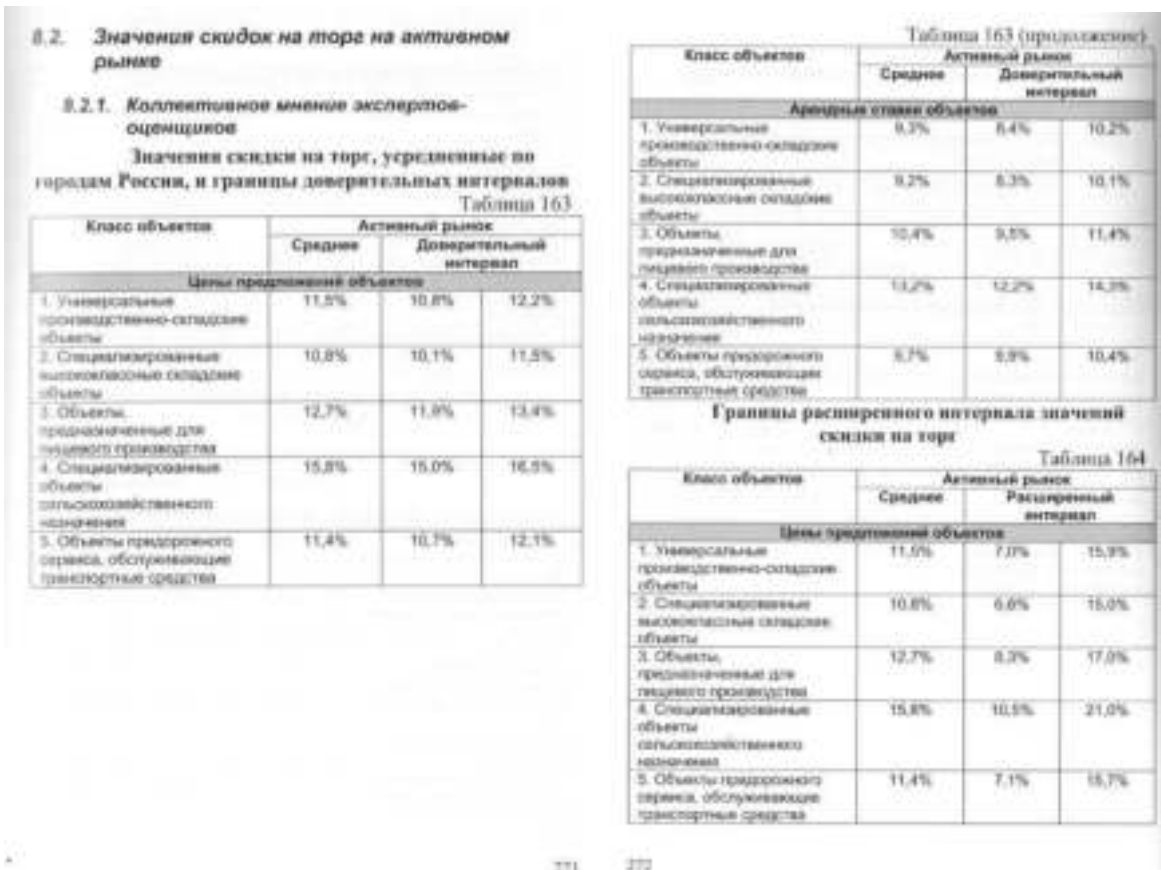 8.2. Значения скидок на торг на активном
рынке
8.2.1. Коллективное мнение экспертов-
оценщиков
Значения скидки на торг, усредненные по
городам России, и границы доверительных интервалов
Таблица 163
Класс объектов Активный рынок
Среднее Доверительный
интервал
Цены предложений объектов
1. Универсальные 11,5% 10,8% 12,2%
производственно-складские
объекты
2. Специализированные 10,8% 10,1% 11,5%
высококлассные складские
объекты
3. Объекты, 12,7% 11,9% 13,4%
предназначенные для
пищевого производства
4. Специализированные 15,8% 15,0% 16,5%
объекты
сельскохозяйственного
назначения
5. Объекты придорожного 11,4% 10,7% 12,1%
сервиса, обслуживающие
транспортные средства
271
Таблица 163 (продолжение)
Класс объектов Активный рынок
Среднее Доверительный
интервал
Арендные ставки объектов
1. Универсальные 9,3% 8,4% 10,2%
производственно-складские
объекты
2. Специализированные 9,2% 8,3% 10,1%
высококлассные складские
объекты
3. Объекты, 10,4% 9,5% 11,4%
предназначенные для
пищевого производства
4. Специализированные 13,2% 12,2% 14,3%
объекты
сельскохозяйственного
назначения
5. Объекты придорожного 10,4%
сервиса, обслуживающие
транспортные средства
Границы расширенного интервала значений
скидки на торг
Таблица 164
Класс объектов Активный рынок
Среднее Расширенный
интервал
Цены предложений объектов
1. Универсальные 11,5% 7,0% 15,9%
производственно-складские
объекты
2. Специализированные 10,8% 6,6% 15,0%
высококлассные складские
объекты
3. Объекты, 12,7% 8,3% 17,0%
предназначенные для
пищевого производства
4. Специализированные 15,8% 10,5% 21,0%
объекты
сельскохозяйственного
назначения
5. Объекты придорожного 11,4% 7,1% 15,7%
сервиса, обслуживающие
транспортные средства
272